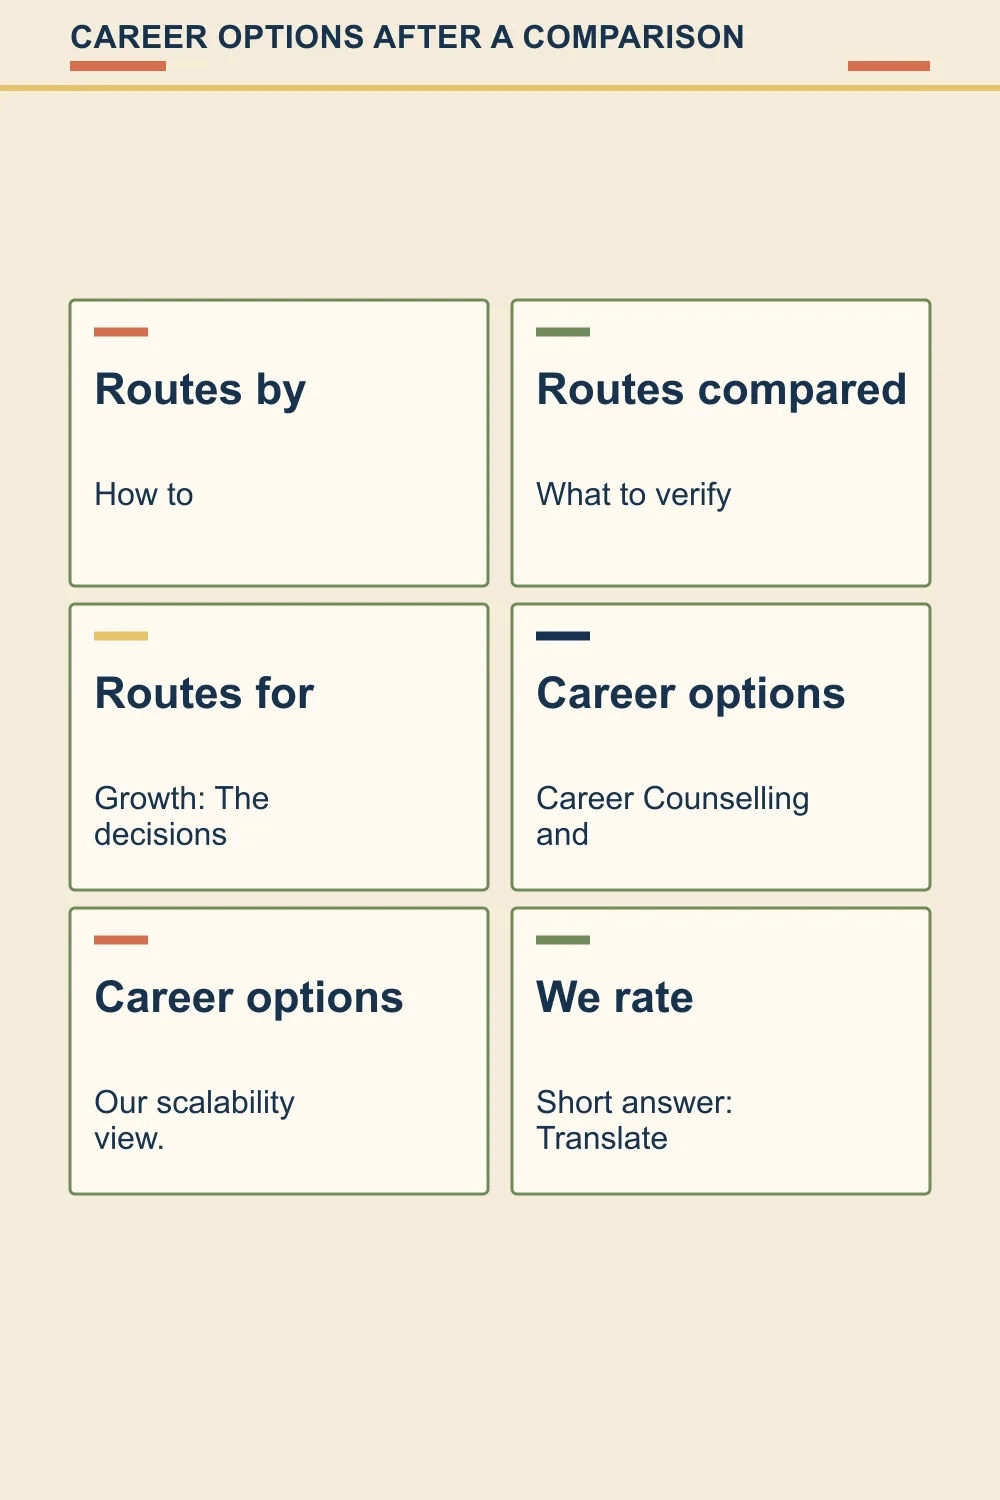 CAREER OPTIONS AFTER A COMPARISON
Routes by
How to
Routes compared
What to verify
Routes for
Growth: The
decisions
Career options
Career Counselling
and
Career options
Our scalability
view.
We rate
Short answer:
Translate